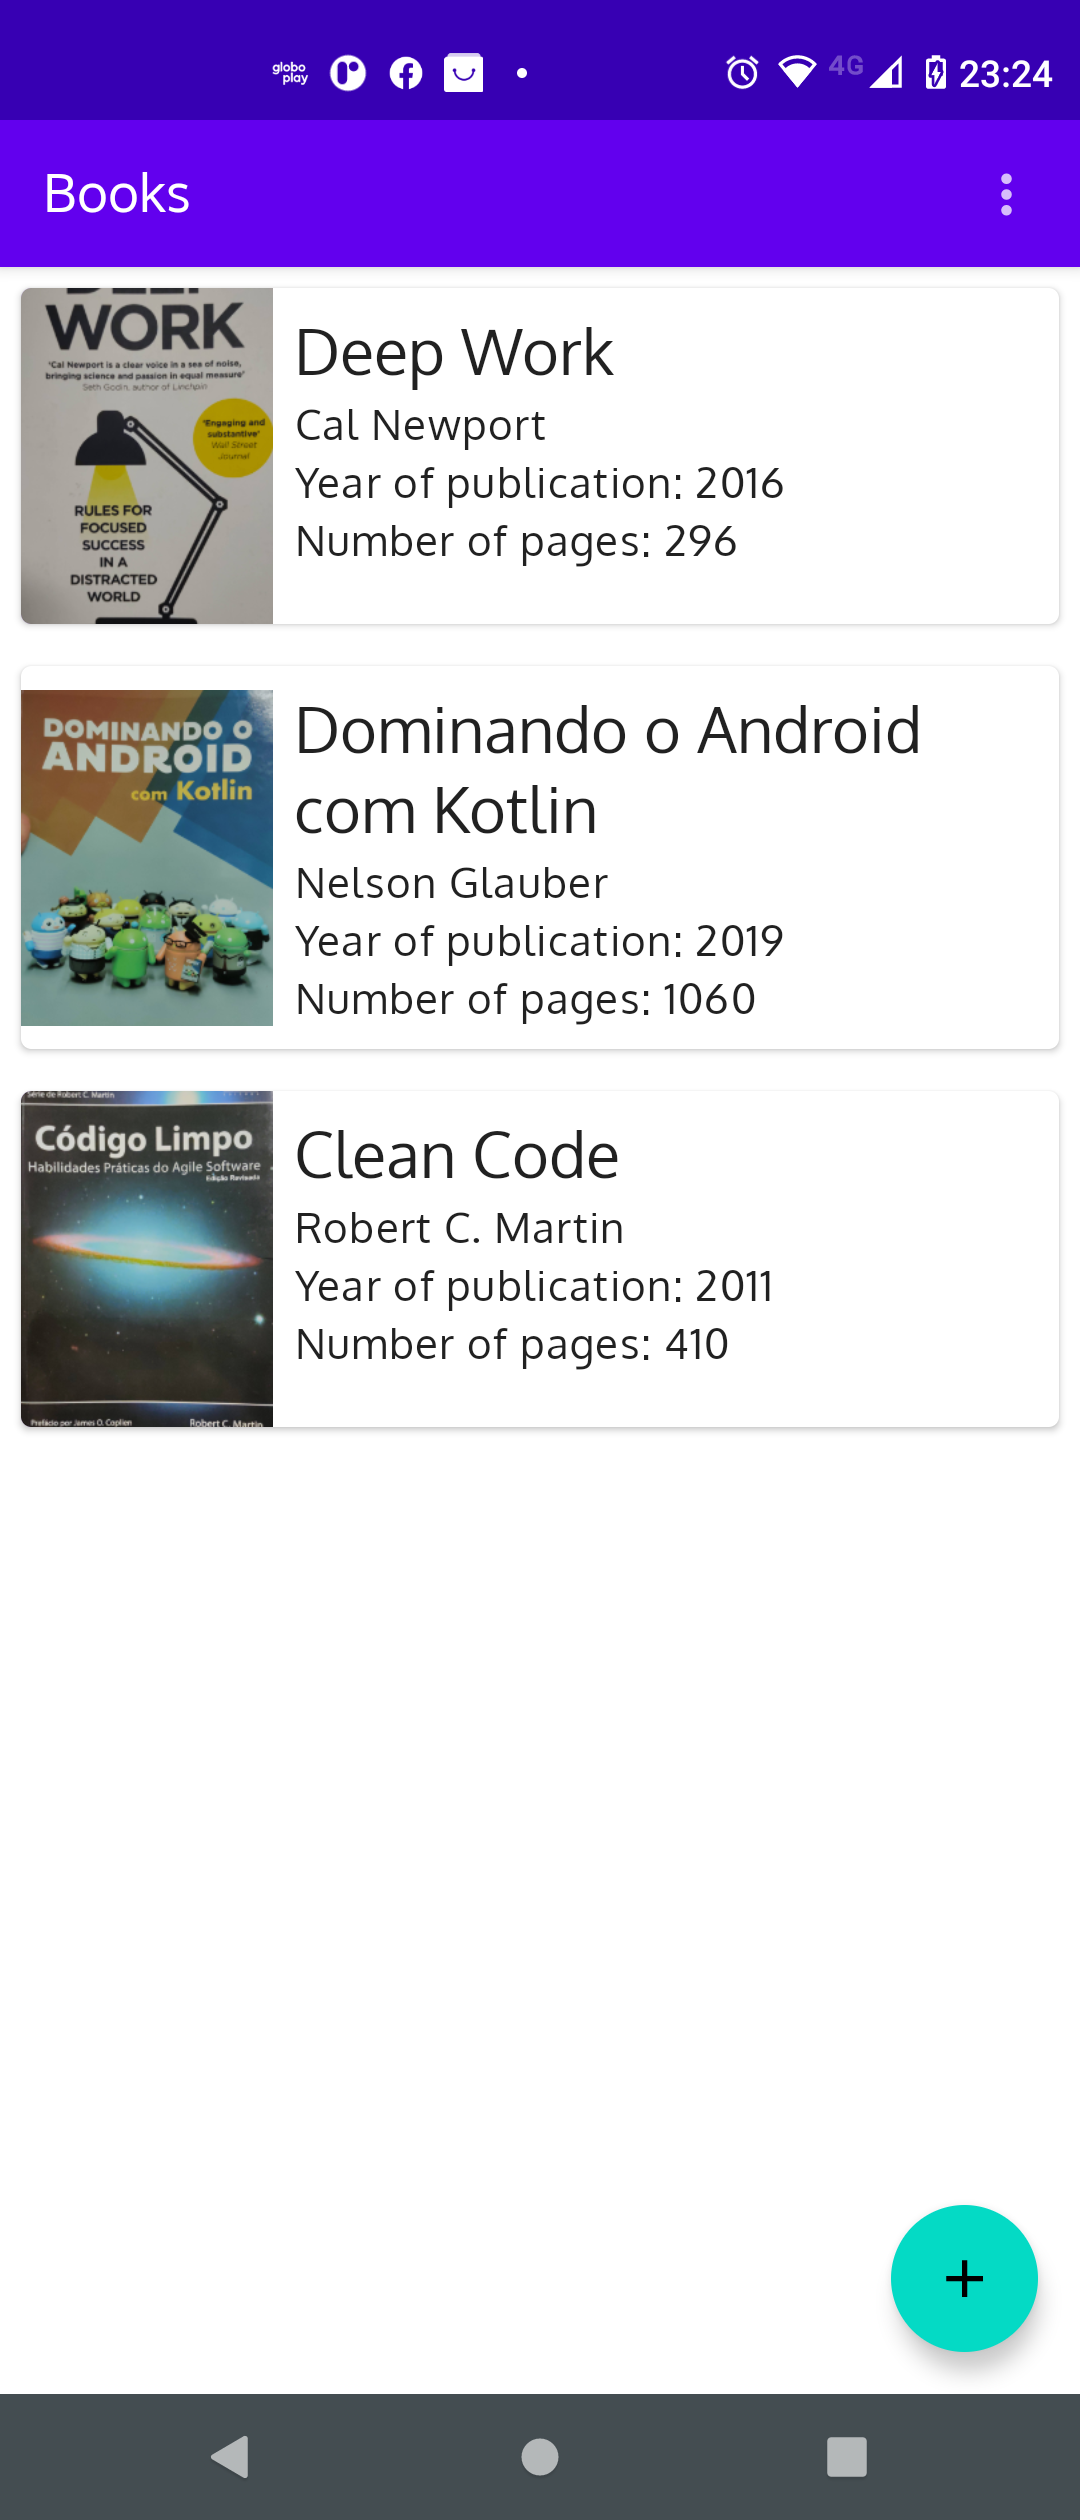 globo
play
4G
23:24
Books
WORK
'Cal Newport is a clear voice in a sea of noise,
bringing science and passion in equal measure'
Seth Godin, author of Linchpin
'Engaging and
substantive'
Wall Street
Journal
RULES FOR
FOCUSED
SUCCESS
IN A
DISTRACTED
WORLD
Deep Work
Cal Newport
Year of publication: 2016
Number of pages: 296
DOMINANDO O
ANDROID
com Kotlin
Dominando o Android
com Kotlin
Nelson Glauber
Year of publication: 2019
Number of pages: 1060
Série de Robert C. Martin
Código Limpo
Habilidades Práticas do Agile Software
Edição Revisada
Prefácio por James O. Coplien
Robert C. Martin
Clean Code
Robert C. Martin
Year of publication: 2011
Number of pages: 410